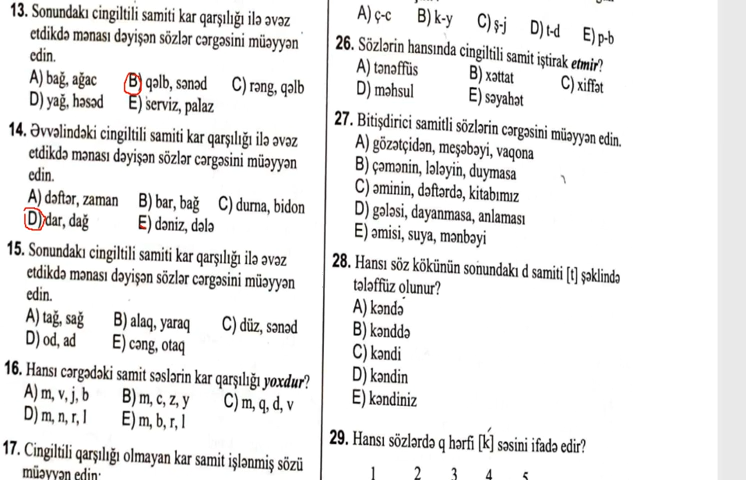 13. Sonundakı cingiltili samiti kar qarşılığı ilə əvəz
etdikdə mənası dəyişən sözlər cərgəsini müəyyən
edin.
A) bağ, ağac B) qəlb, sənəd C) rəng, qəlb
D) yağ, həsəd E) serviz, palaz
14. Əvvəlindəki cingiltili samiti kar qarşılığı ilə əvəz
etdikdə mənası dəyişən sözlər cərgəsini müəyyən
edin.
A) dəftər, zaman B) bar, bağ C) durna, bidon
D) dar, dağ E) dəniz, dələ
15. Sonundakı cingiltili samiti kar qarşılığı ilə əvəz
etdikdə mənası dəyişən sözlər cərgəsini müəyyən
edin.
A) tağ, sağ B) alaq, yaraq C) düz, sənəd
D) od, ad E) cəng, otaq
16. Hansı cərgədəki samit səslərin kar qarşılığı yoxdur?
A) m, v, j, b B) m, c, z, y C) m, q, d, v
D) m, n, r, l E) m, b, r, l
17. Cingiltili qarşılığı olmayan kar samit işlənmiş sözü
müəyyən edin:
A) ç-c B) k-y C) ş-j D) t-d E) p-b
26. Sözlərin hansında cingiltili samit iştirak etmir?
A) tənəffüs B) xəttat C) xiffət
D) məhsul E) səyahət
27. Bitişdirici samitli sözlərin cərgəsini müəyyən edin.
A) gözətçidən, meşəbəyi, vaqona
B) çəmənin, lələyin, duymasa
C) əminin, dəftərdə, kitabımız
D) qələsi, dayanmasa, anlaması
E) əmisi, suya, mənbəyi
28. Hansı söz kökünün sonundakı d samiti [t] şəklində
tələffüz olunur?
A) kəndə
B) kənddə
C) kəndi
D) kəndin
E) kəndiniz
29. Hansı sözlərdə q hərfi [k´] səsini ifadə edir?
1 2 3 4 5